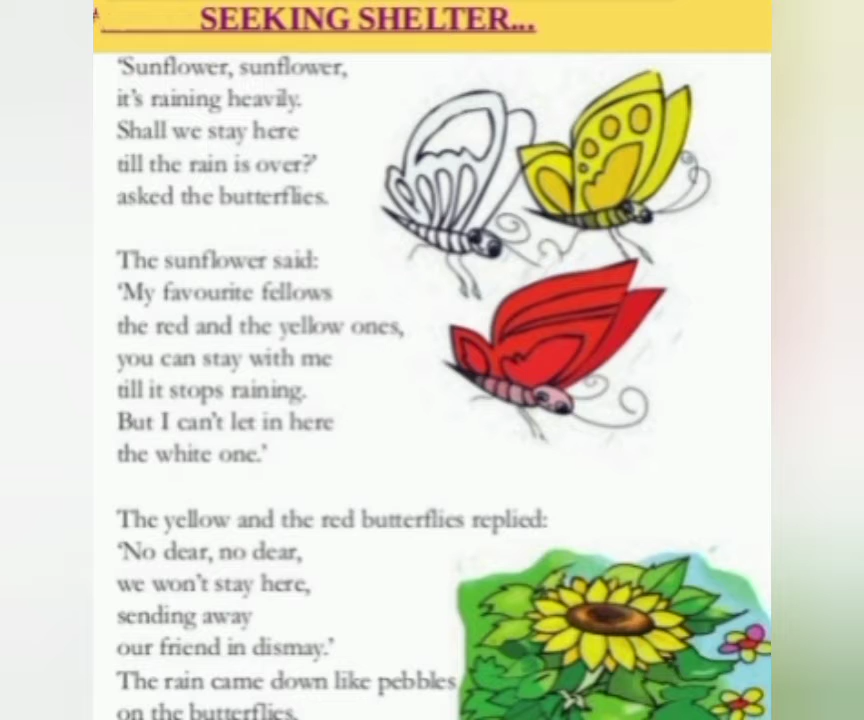 SEEKING SHELTER...
‘Sunflower, sunflower,
it’s raining heavily.
Shall we stay here
till the rain is over?’
asked the butterflies.
The sunflower said:
‘My favourite fellows
the red and the yellow ones,
you can stay with me
till it stops raining.
But I can’t let in here
the white one.’
The yellow and the red butterflies replied:
‘No dear, no dear,
we won’t stay here,
sending away
our friend in dismay.’
The rain came down like pebbles
on the butterflies.